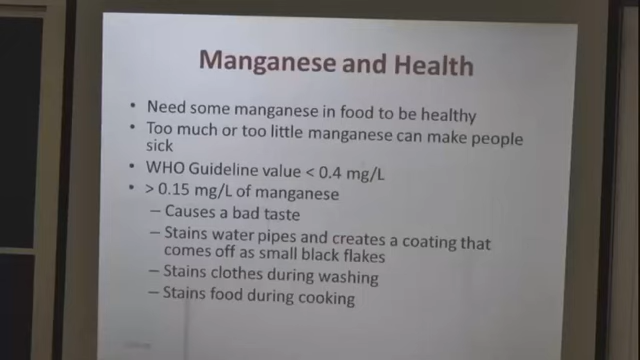 Manganese and Health
• Need some manganese in food to be healthy
• Too much or too little manganese can make people
sick
• WHO Guideline value < 0.4 mg/L
• > 0.15 mg/L of manganese
– Causes a bad taste
– Stains water pipes and creates a coating that
comes off as small black flakes
– Stains clothes during washing
– Stains food during cooking